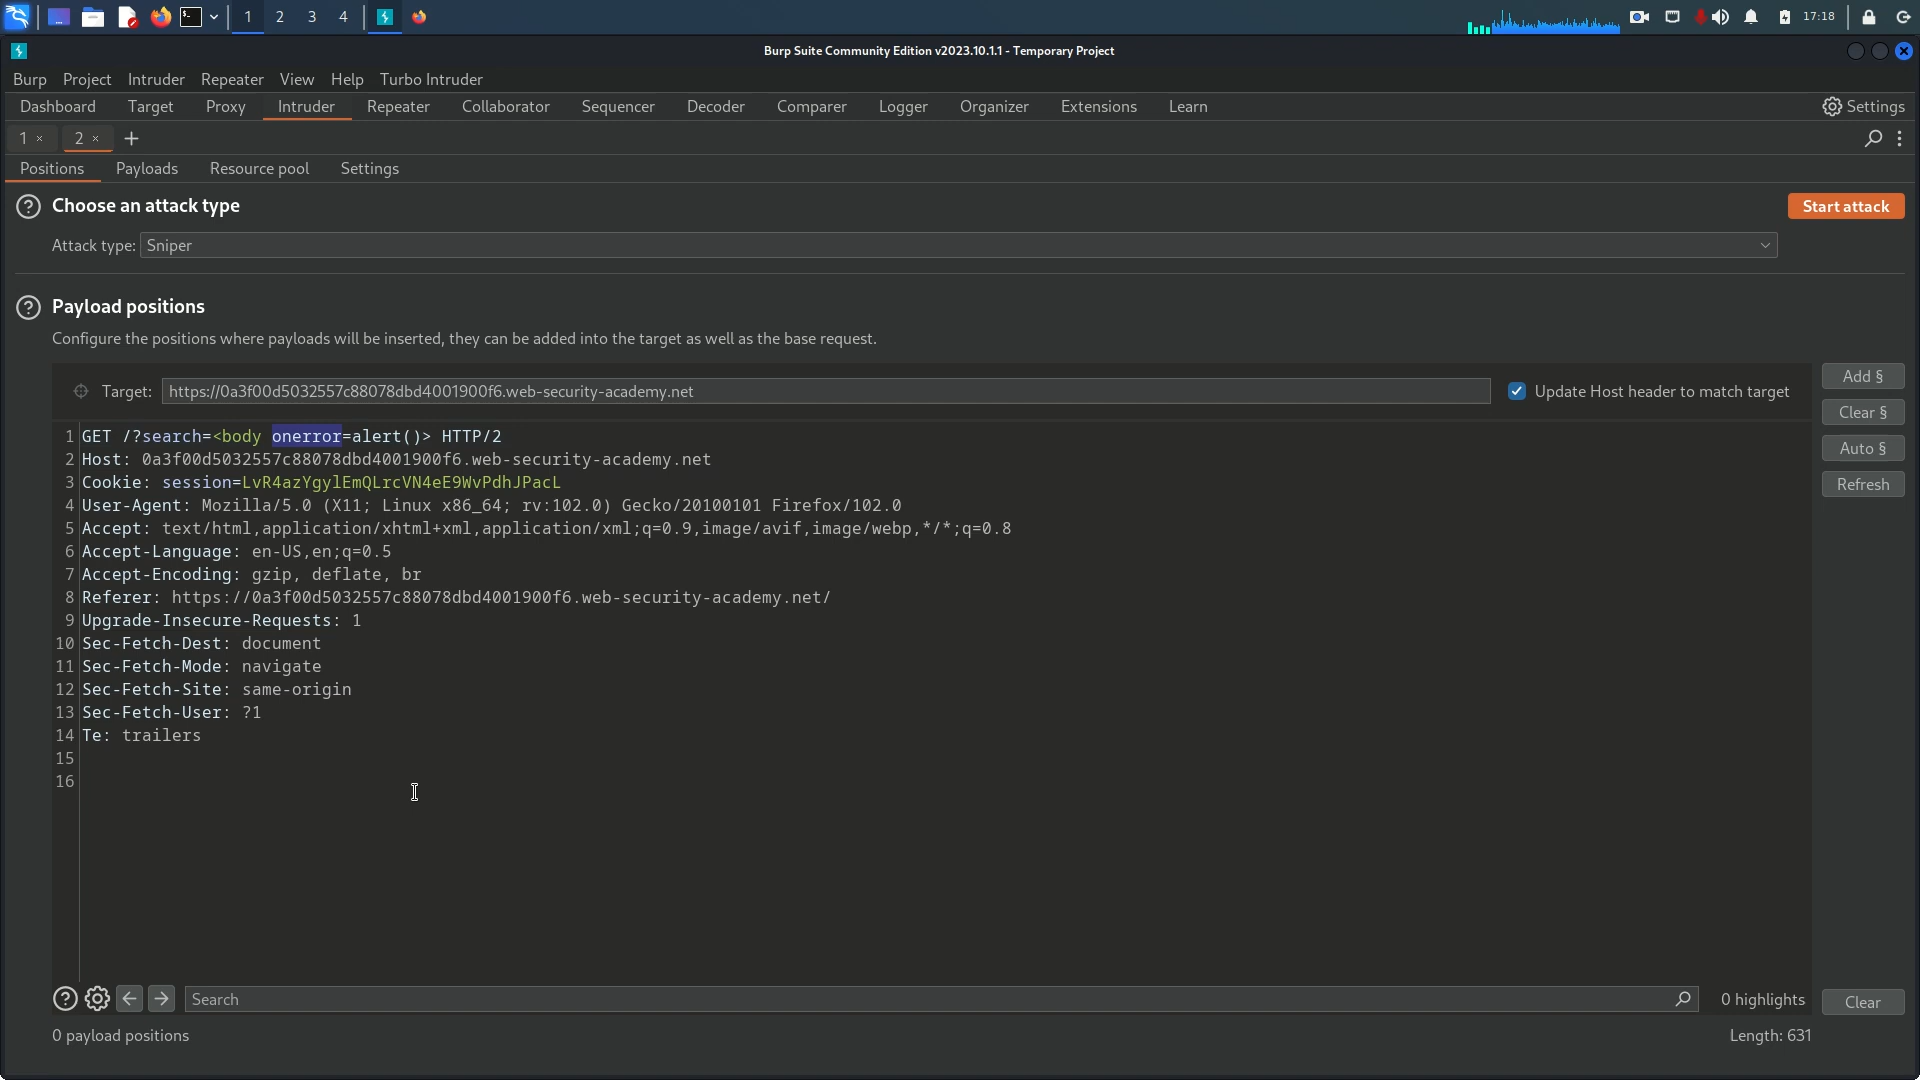 1 2 3 4 17:18
Burp Suite Community Edition v2023.10.1.1 - Temporary Project
Burp Project Intruder Repeater View Help Turbo Intruder
Dashboard Target Proxy Intruder Repeater Collaborator Sequencer Decoder Comparer Logger Organizer Extensions Learn Settings
1 × 2 × +
Positions Payloads Resource pool Settings
? Choose an attack type Start attack
Attack type: Sniper
? Payload positions
Configure the positions where payloads will be inserted, they can be added into the target as well as the base request.
Target: https://0a3f00d5032557c88078dbd4001900f6.web-security-academy.net Update Host header to match target
Add §
Clear §
Auto §
Refresh
1 GET /?search=<body onerror=alert()> HTTP/2
2 Host: 0a3f00d5032557c88078dbd4001900f6.web-security-academy.net
3 Cookie: session=LvR4azYgylEmQLrcVN4eE9WvPdhJPacL
4 User-Agent: Mozilla/5.0 (X11; Linux x86_64; rv:102.0) Gecko/20100101 Firefox/102.0
5 Accept: text/html,application/xhtml+xml,application/xml;q=0.9,image/avif,image/webp,*/*;q=0.8
6 Accept-Language: en-US,en;q=0.5
7 Accept-Encoding: gzip, deflate, br
8 Referer: https://0a3f00d5032557c88078dbd4001900f6.web-security-academy.net/
9 Upgrade-Insecure-Requests: 1
10 Sec-Fetch-Dest: document
11 Sec-Fetch-Mode: navigate
12 Sec-Fetch-Site: same-origin
13 Sec-Fetch-User: ?1
14 Te: trailers
15
16
? Search 0 highlights Clear
0 payload positions Length: 631